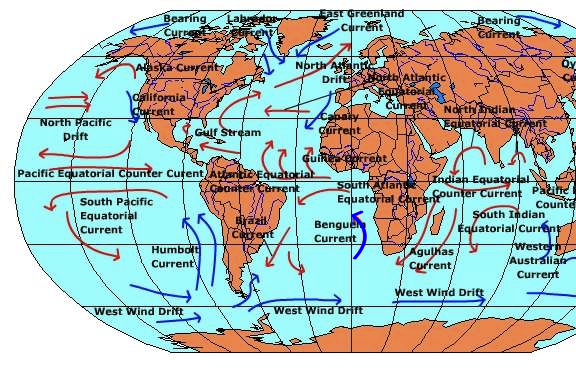 Bearing
Current
Labrador
Current
East Greenland
Current
Bearing
Current
Alaska Current
North Atlantic
Drift
North Atlantic
Equatorial
Current
California
Current
North Indian
Equatorial Current
North Pacific
Drift
Gulf Stream
Canary
Current
Guinea Current
Pacific Equatorial Counter Curent
Atlantic Equatorial
Counter Current
South Atlantic
Equatorial Current
Indian Equatorial
Counter Current
Pacific
South Pacific
Equatorial
Current
Brazil
Current
Benguela
Current
South Indian
Equatorial Current
Humbolt
Current
Agulhas
Current
Western
Australian
Current
West Wind Drift
West Wind Drift
West Wind Drift